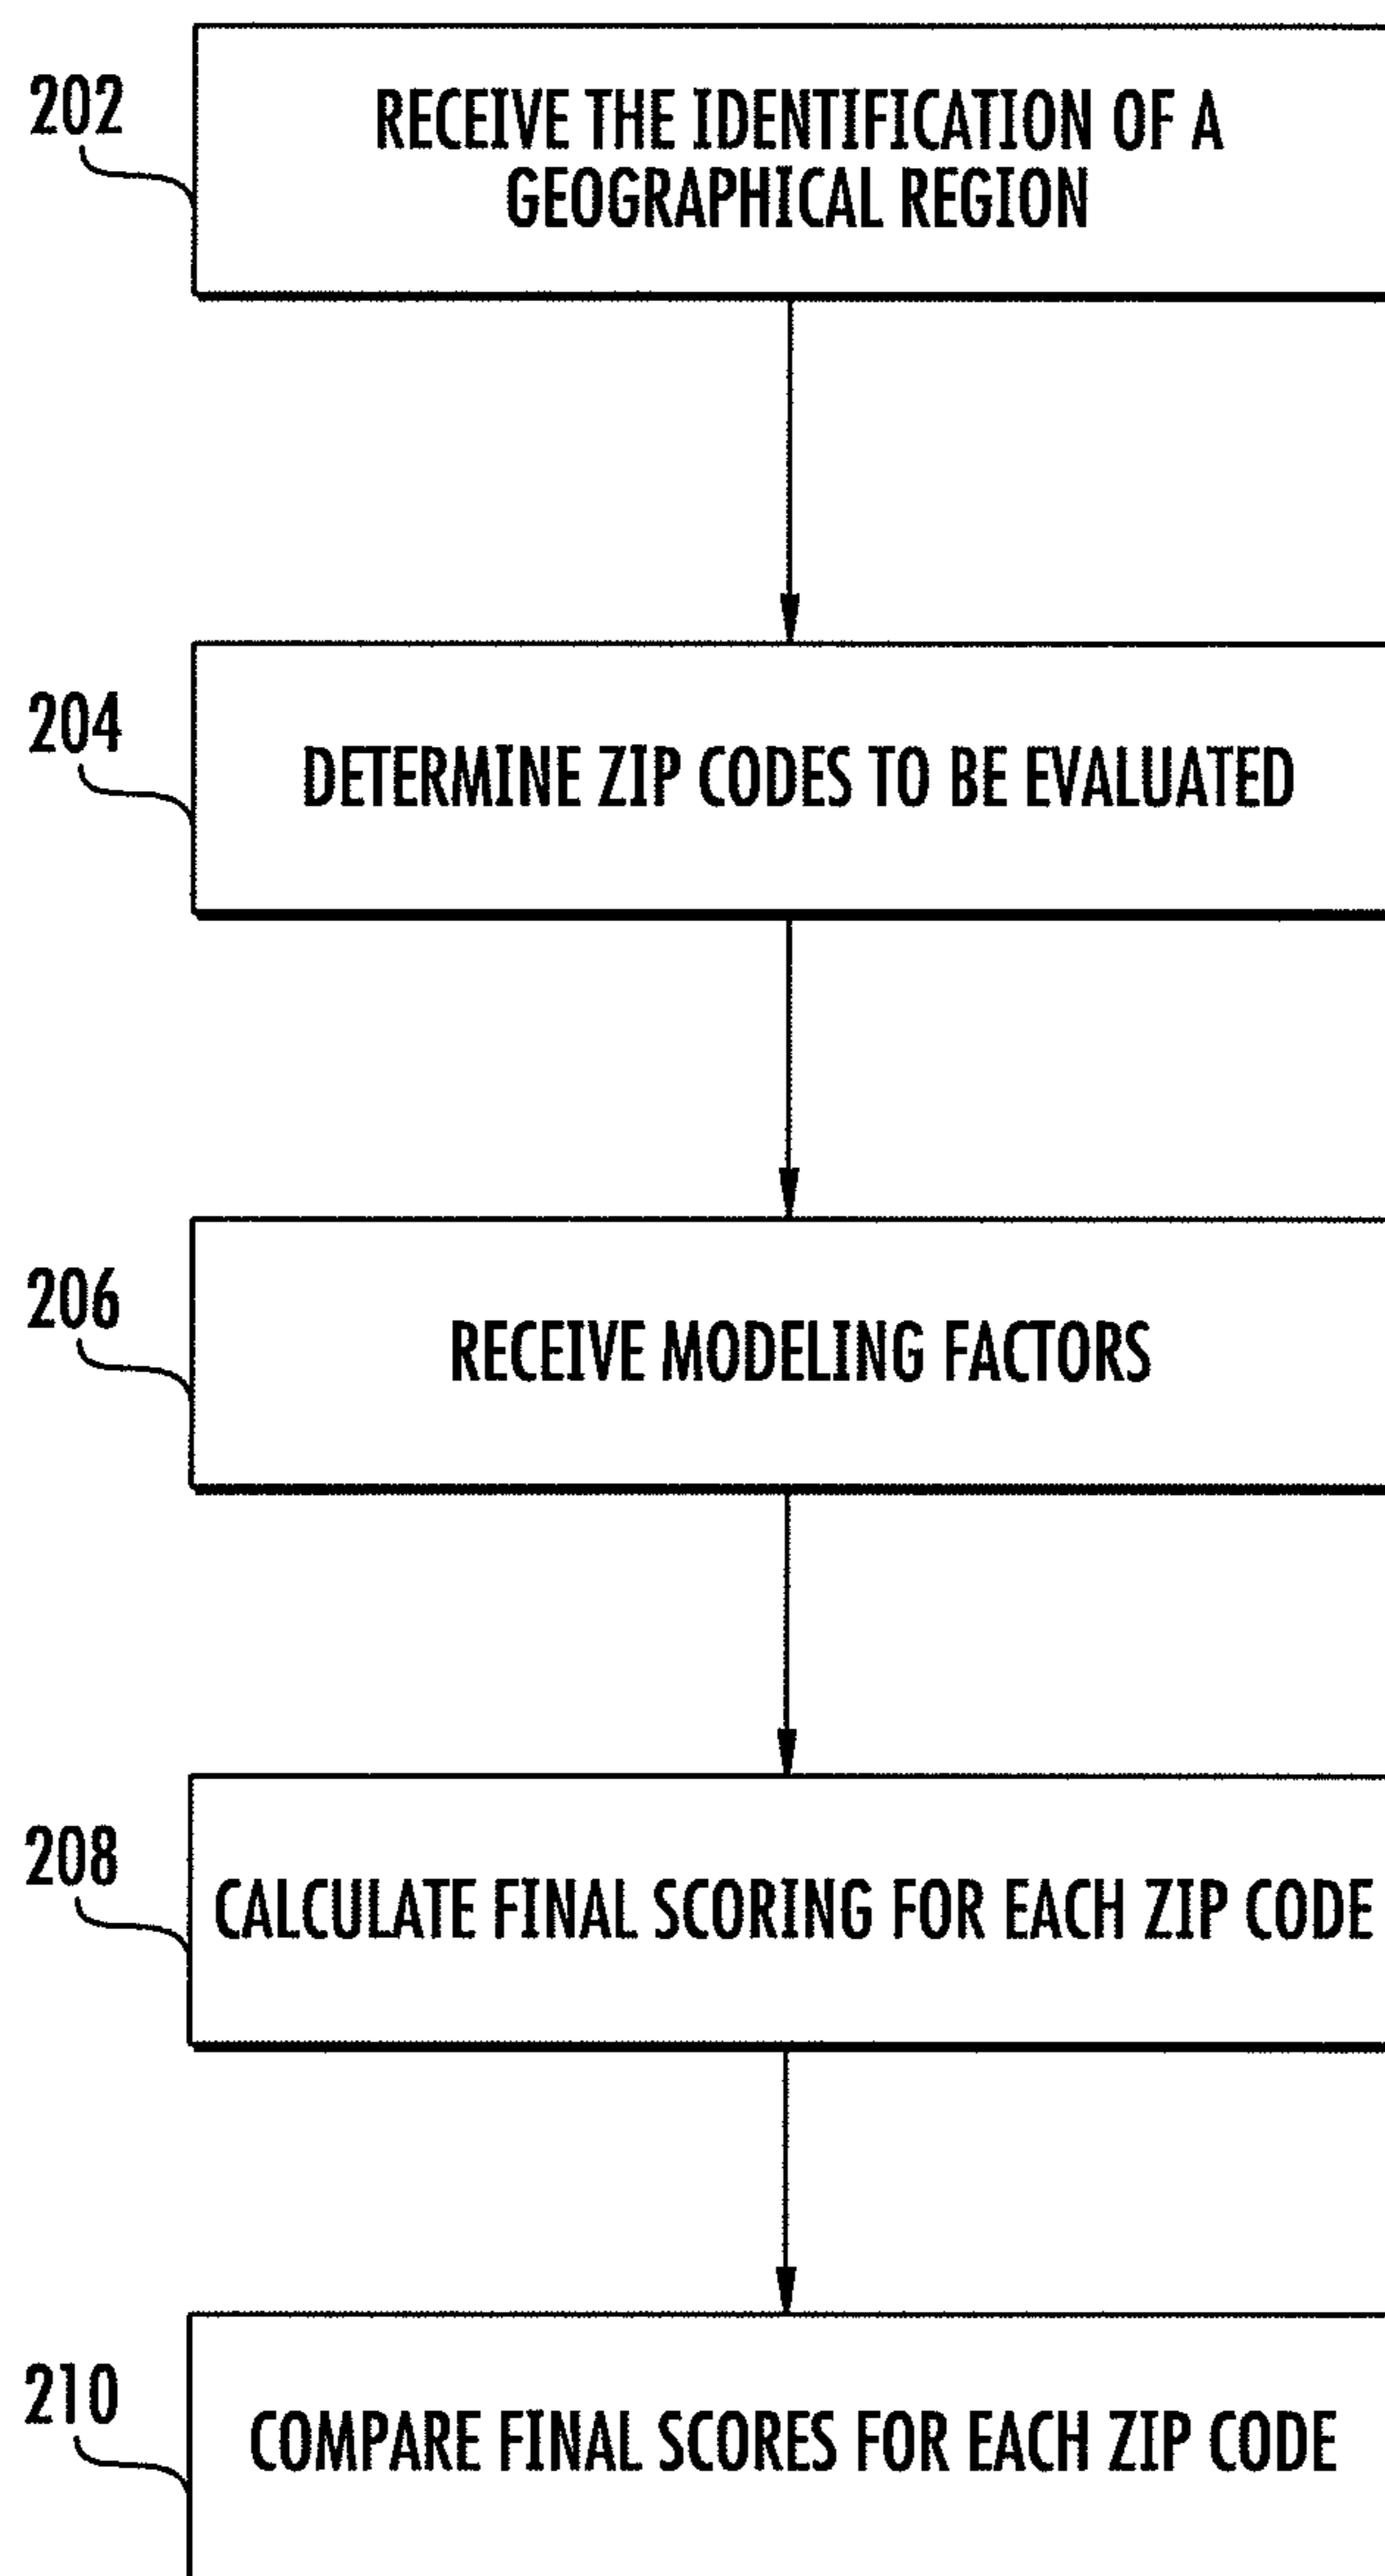 202
RECEIVE THE IDENTIFICATION OF A
GEOGRAPHICAL REGION
204
DETERMINE ZIP CODES TO BE EVALUATED
206
RECEIVE MODELING FACTORS
208
CALCULATE FINAL SCORING FOR EACH ZIP CODE
210
COMPARE FINAL SCORES FOR EACH ZIP CODE